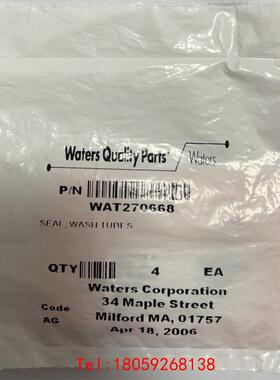 Waters Quality Parts
Waters
P/N
WAT270668
SEAL, WASH TUBES
QTY 4 EA
Waters Corporation
34 Maple Street
Code
AG
Milford MA, 01757
Apr 18, 2006
Tel:18059268138